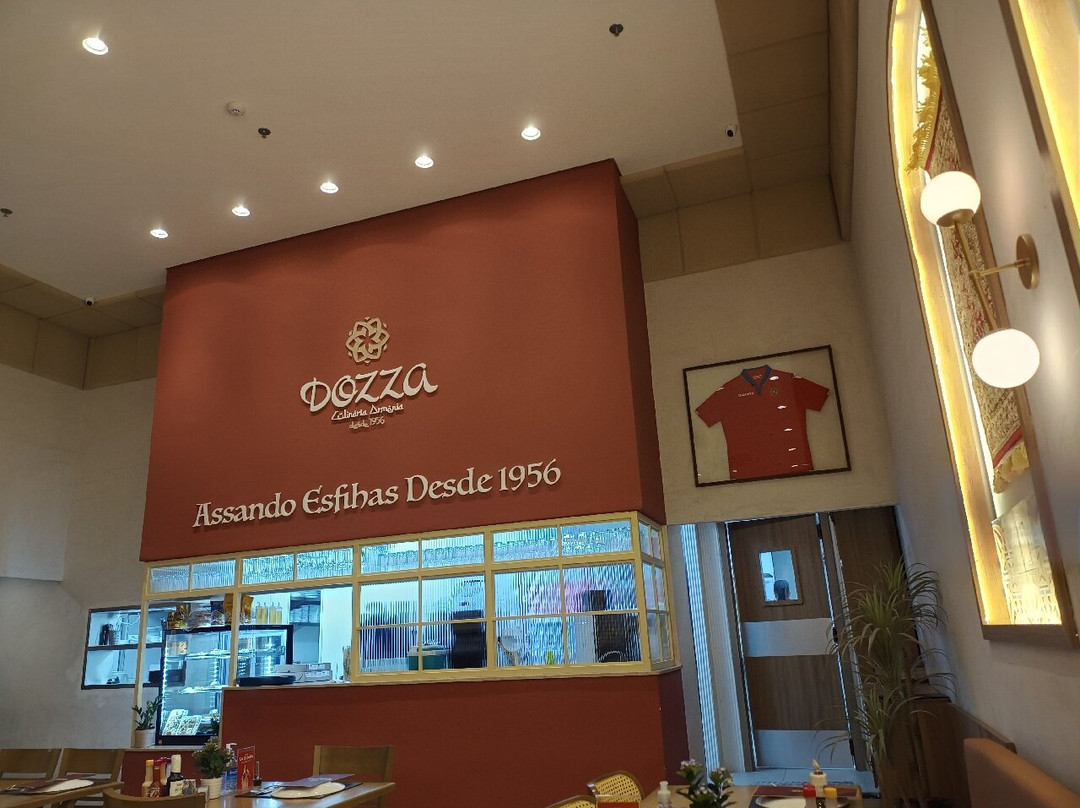 DOZZA
Culinária Armênia
desde 1956
Assando Esfihas Desde 1956